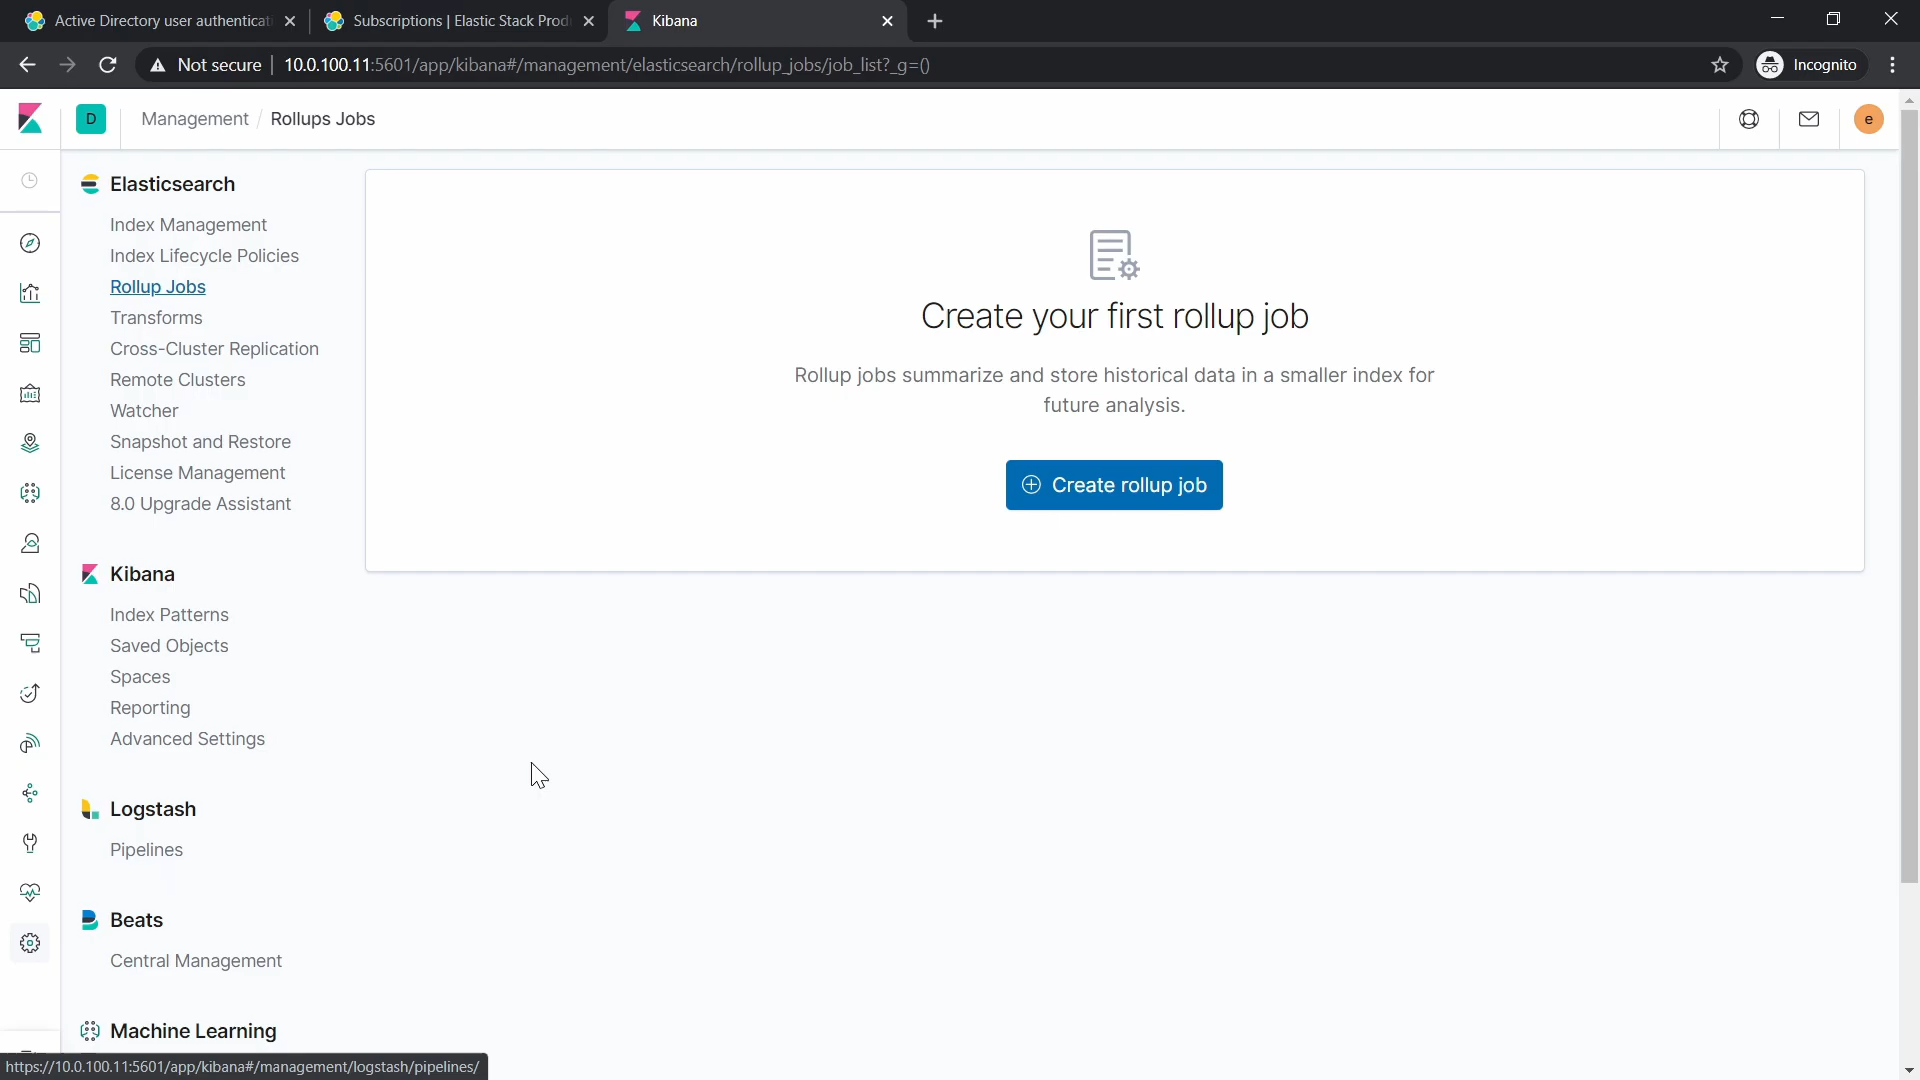 Active Directory user authenticati
Subscriptions | Elastic Stack Prod
Kibana
Not secure
10.0.100.11:5601/app/kibana#/management/elasticsearch/rollup_jobs/job_list?_g=()
Incognito
D
Management / Rollups Jobs
e
Elasticsearch
Index Management
Index Lifecycle Policies
Rollup Jobs
Transforms
Cross-Cluster Replication
Remote Clusters
Watcher
Snapshot and Restore
License Management
8.0 Upgrade Assistant
Kibana
Index Patterns
Saved Objects
Spaces
Reporting
Advanced Settings
Logstash
Pipelines
Beats
Central Management
Machine Learning
Create your first rollup job
Rollup jobs summarize and store historical data in a smaller index for
future analysis.
Create rollup job
https://10.0.100.11:5601/app/kibana#/management/logstash/pipelines/